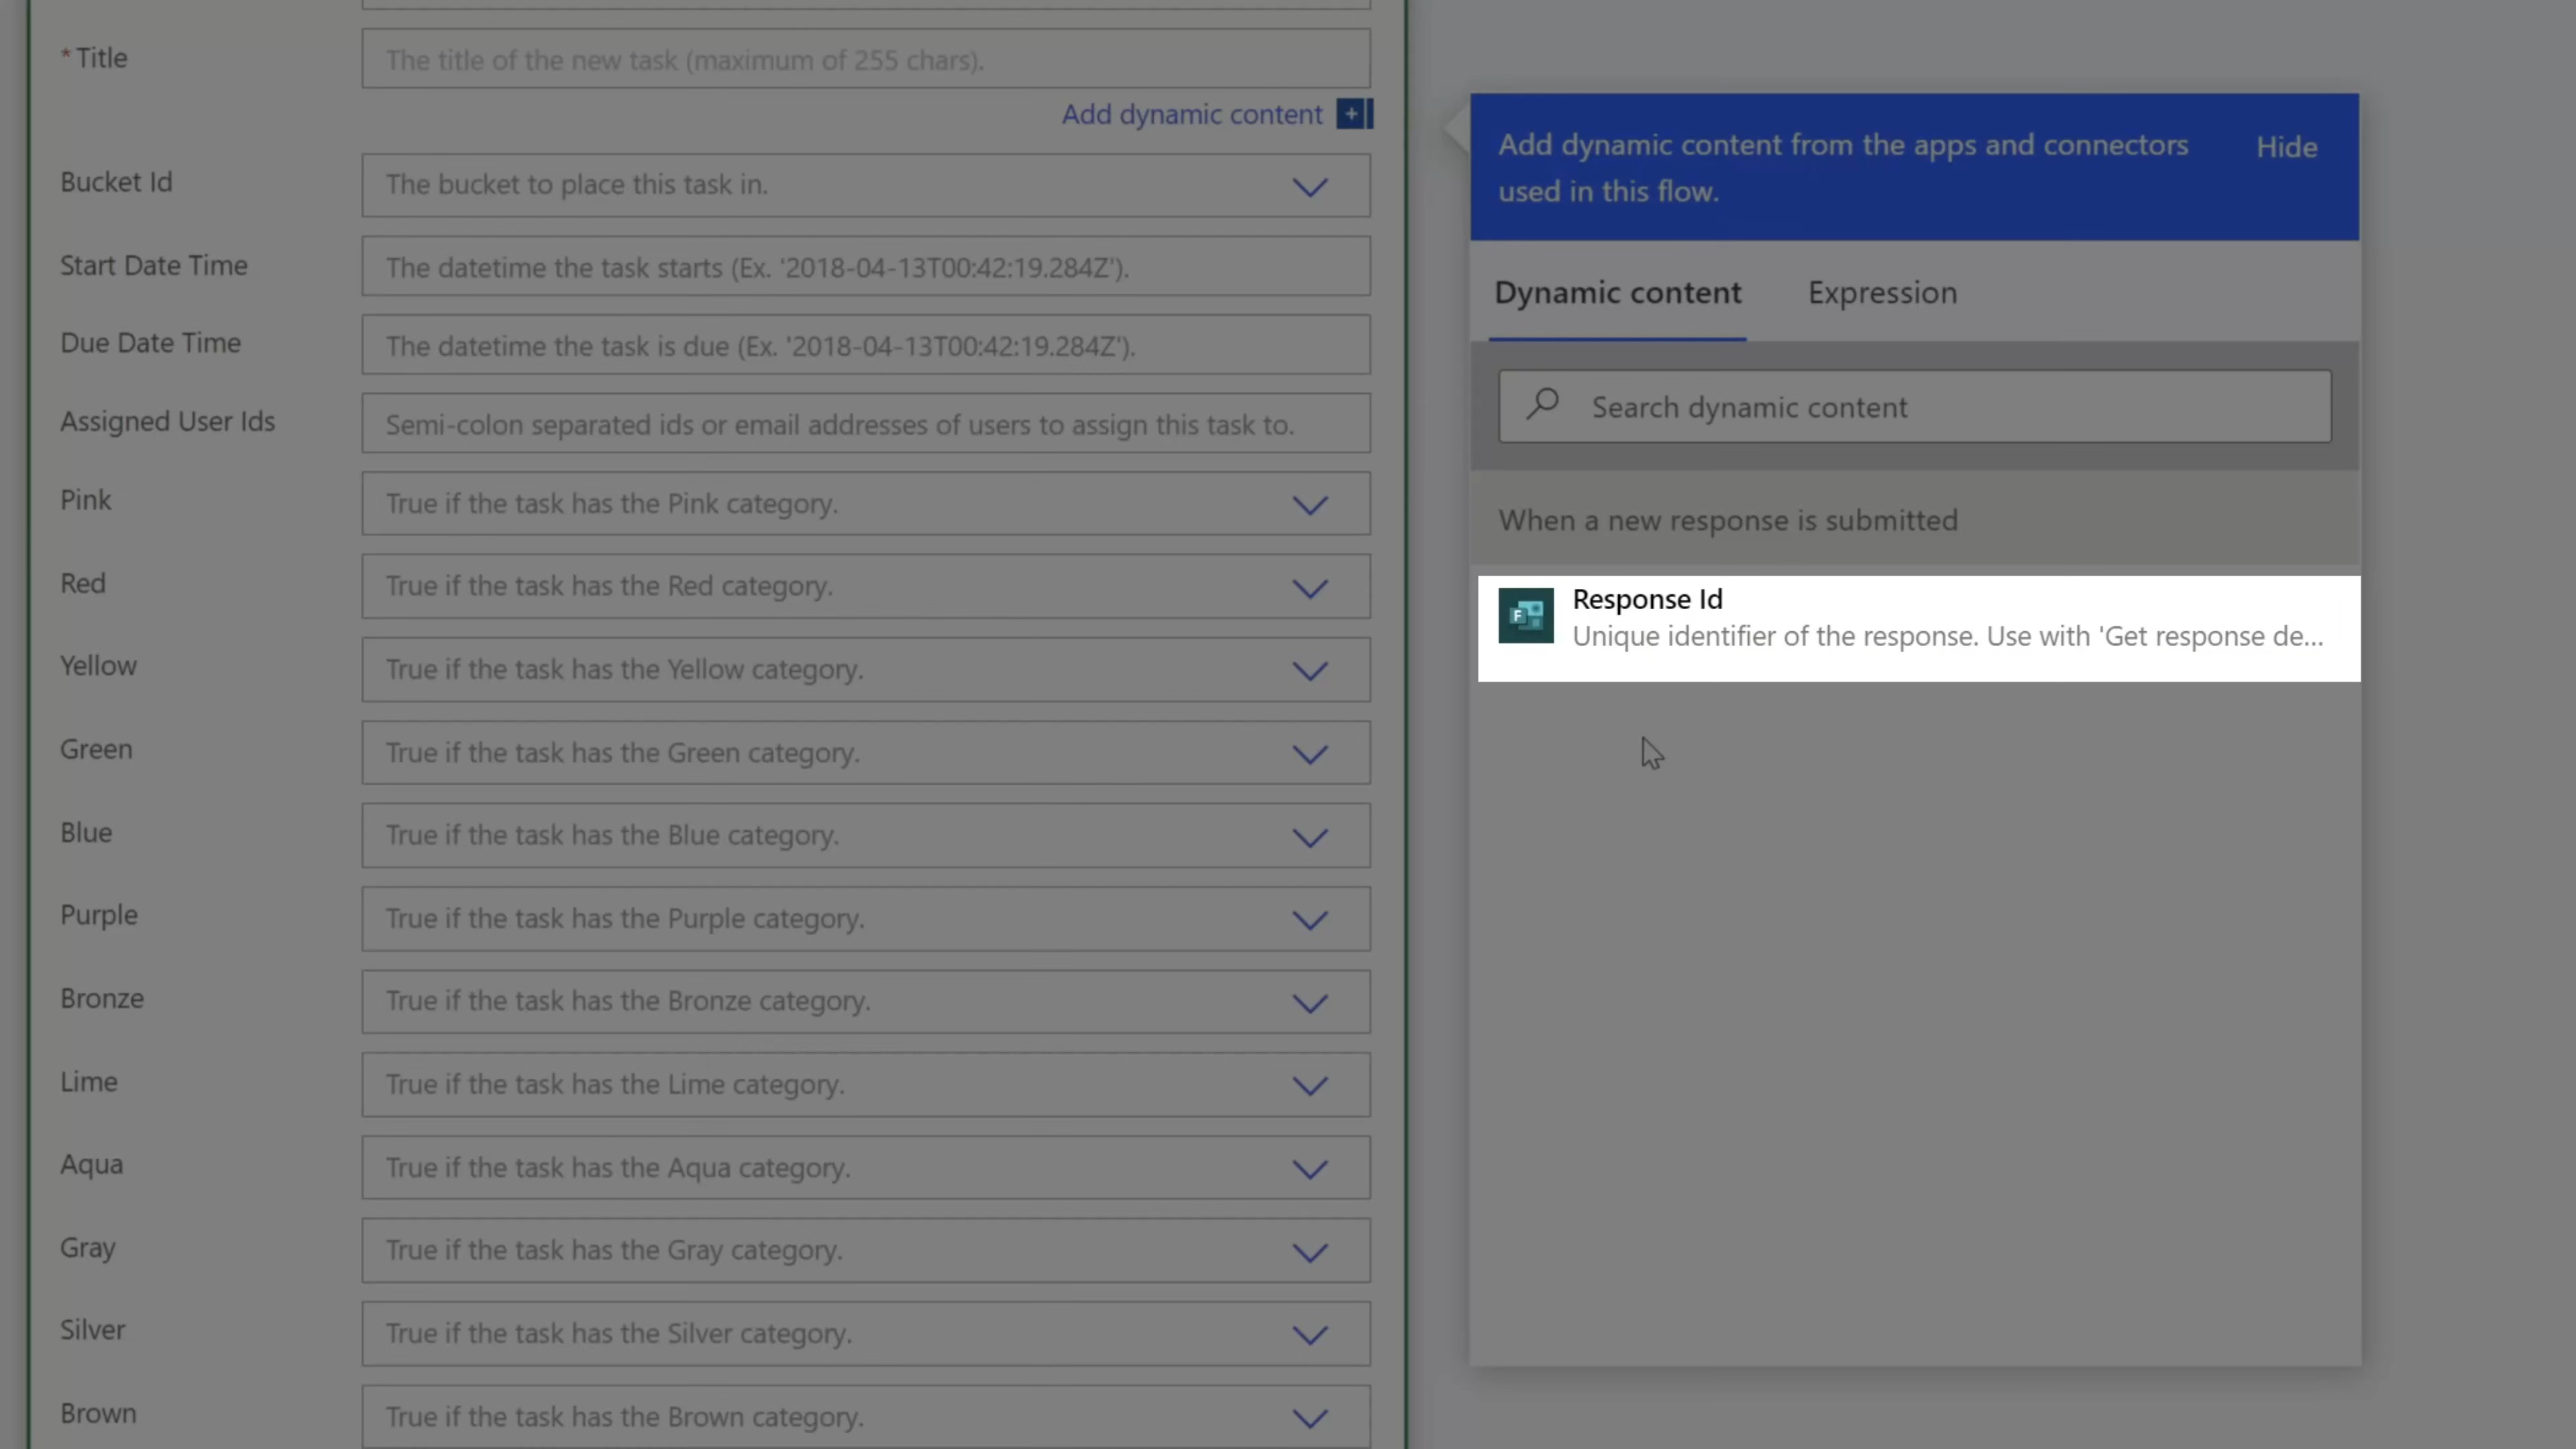 * Title
The title of the new task (maximum of 255 chars).
Add dynamic content
Bucket Id
The bucket to place this task in.
Start Date Time
The datetime the task starts (Ex. '2018-04-13T00:42:19.284Z').
Due Date Time
The datetime the task is due (Ex. '2018-04-13T00:42:19.284Z').
Assigned User Ids
Semi-colon separated ids or email addresses of users to assign this task to.
Pink
True if the task has the Pink category.
Red
True if the task has the Red category.
Yellow
True if the task has the Yellow category.
Green
True if the task has the Green category.
Blue
True if the task has the Blue category.
Purple
True if the task has the Purple category.
Bronze
True if the task has the Bronze category.
Lime
True if the task has the Lime category.
Aqua
True if the task has the Aqua category.
Gray
True if the task has the Gray category.
Silver
True if the task has the Silver category.
Brown
True if the task has the Brown category.
Add dynamic content from the apps and connectors
used in this flow.
Hide
Dynamic content
Expression
Search dynamic content
When a new response is submitted
F
Response Id
Unique identifier of the response. Use with 'Get response de...